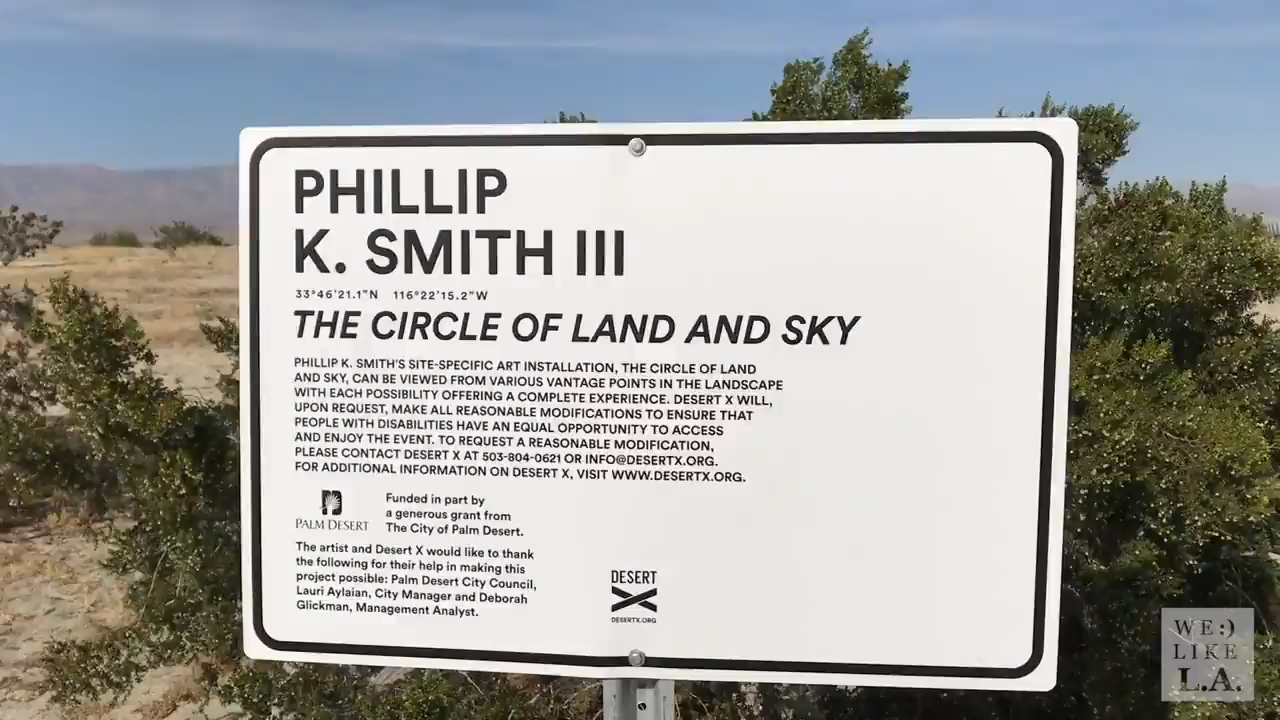 PHILLIP
K. SMITH III
33°46'21.1"N 116°22'15.2"W
THE CIRCLE OF LAND AND SKY
PHILLIP K. SMITH'S SITE-SPECIFIC ART INSTALLATION, THE CIRCLE OF LAND
AND SKY, CAN BE VIEWED FROM VARIOUS VANTAGE POINTS IN THE LANDSCAPE
WITH EACH POSSIBILITY OFFERING A COMPLETE EXPERIENCE. DESERT X WILL,
UPON REQUEST, MAKE ALL REASONABLE MODIFICATIONS TO ENSURE THAT
PEOPLE WITH DISABILITIES HAVE AN EQUAL OPPORTUNITY TO ACCESS
AND ENJOY THE EVENT. TO REQUEST A REASONABLE MODIFICATION,
PLEASE CONTACT DESERT X AT 503-804-0621 OR INFO@DESERTX.ORG.
FOR ADDITIONAL INFORMATION ON DESERT X, VISIT WWW.DESERTX.ORG.
PALM DESERT
Funded in part by
a generous grant from
The City of Palm Desert.
The artist and Desert X would like to thank
the following for their help in making this
project possible: Palm Desert City Council,
Lauri Aylaian, City Manager and Deborah
Glickman, Management Analyst.
DESERT
X
DESERTX.ORG
WE:)
LIKE
L.A.